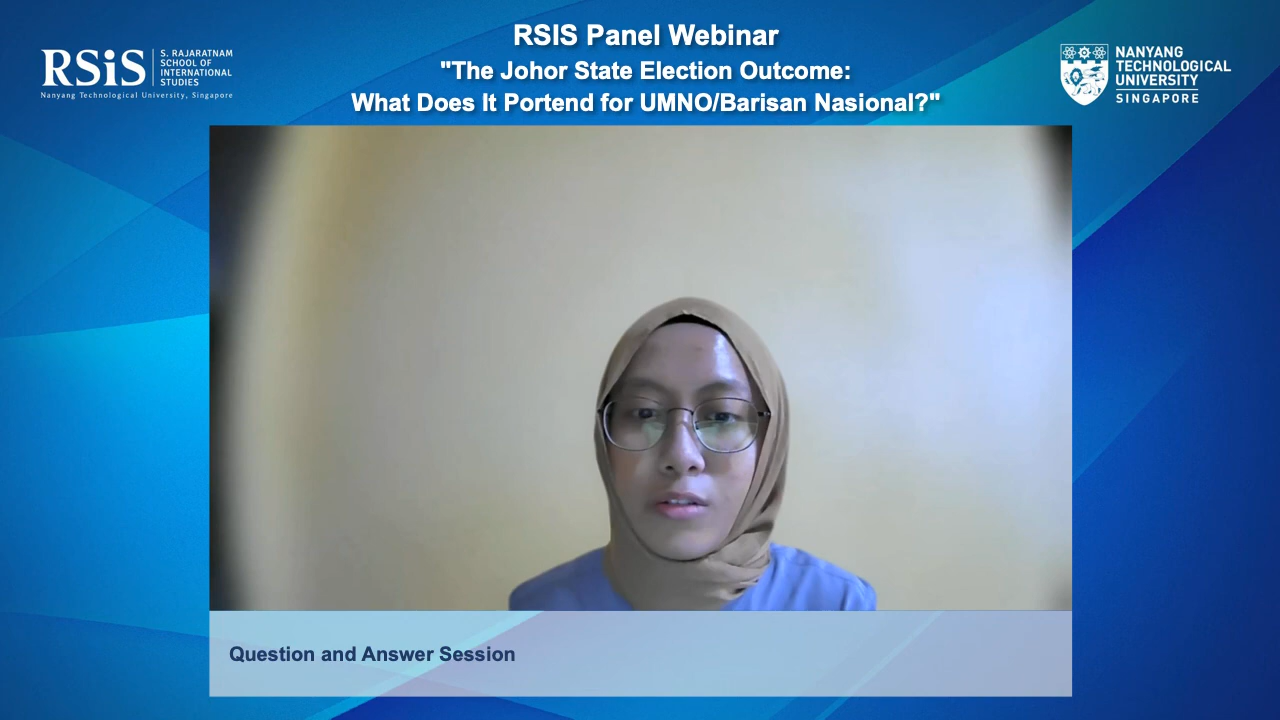 RSIS Panel Webinar
"The Johor State Election Outcome:
What Does It Portend for UMNO/Barisan Nasional?"
RSiS
S. RAJARATNAM
SCHOOL OF
INTERNATIONAL
STUDIES
Nanyang Technological University, Singapore
NANYANG
TECHNOLOGICAL
UNIVERSITY
SINGAPORE
Question and Answer Session